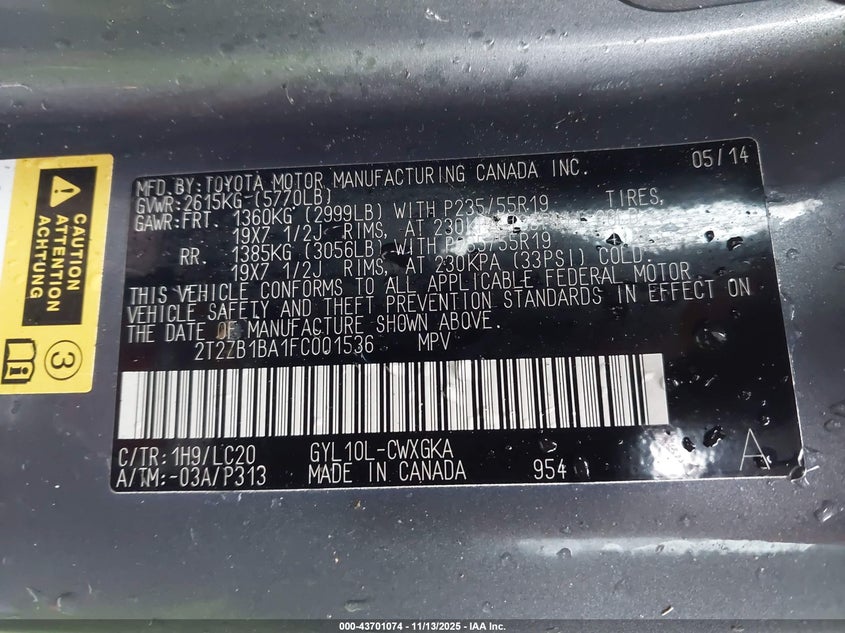 MFD. BY: TOYOTA MOTOR MANUFACTURING CANADA INC. 05/14
GVWR: 2615KG (5770LB)
GAWR: FRT. 1360KG (2999LB) WITH P235/55R19 TIRES,
19X7 1/2J RIMS, AT 230KPA
RR. 1385KG (3056LB) WITH P235/55R19
19X7 1/2J RIMS, AT 230KPA (33PSI) COLD.
THIS VEHICLE CONFORMS TO ALL APPLICABLE FEDERAL MOTOR
VEHICLE SAFETY AND THEFT PREVENTION STANDARDS IN EFFECT ON
THE DATE OF MANUFACTURE SHOWN ABOVE.
2T2ZB1BA1FC001536 MPV
C/TR: 1H9/LC20 GYL10L-CWXGKA
A/TM:-03A/P313 MADE IN CANADA 954 A
CAUTION
ATTENTION
ACHTUNG
3
000-43701074 - 11/13/2025 - IAA Inc.